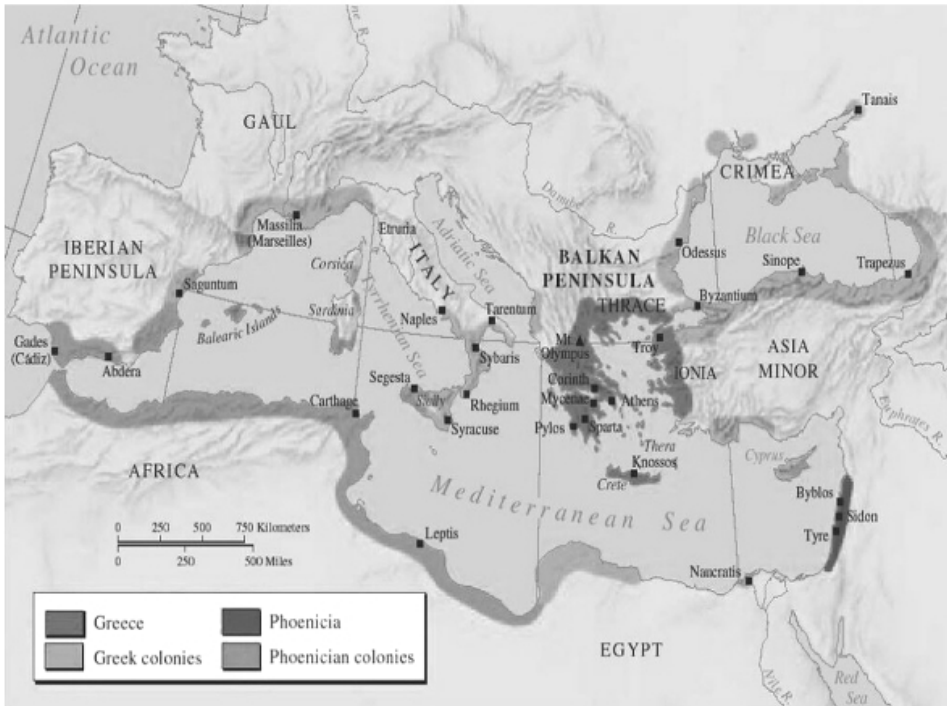 Atlantic
Ocean
GAUL
Tanais
CRIMEA
Danube
R.
Massilia
(Marseilles)
Etruria
Adriatic Sea
IBERIAN
PENINSULA
Corsica
ITALY
BALKAN
PENINSULA
Odessus
Black Sea
Sinope
Trapezus
Saguntum
Balearic Islands
Sardinia
Tyrrhenian Sea
Naples
Tarentum
THRACE
Byzantium
Gades
(Cádiz)
Abdera
Sybaris
Mt
Olympus
Troy
IONIA
ASIA
MINOR
Segesta
Sicily
Rhegium
Corinth
Mycenae
Athens
Carthage
Syracuse
Pylos
Sparta
Euphrates R.
Thera
Knossos
Crete
Cyprus
AFRICA
Mediterranean Sea
Byblos
Sidon
Tyre
0 250 500 750 Kilometers
0 500 Miles
Leptis
Naucratis
Greece
Phoenicia
Greek colonies
Phoenician colonies
EGYPT
Nile R.
Red
Sea